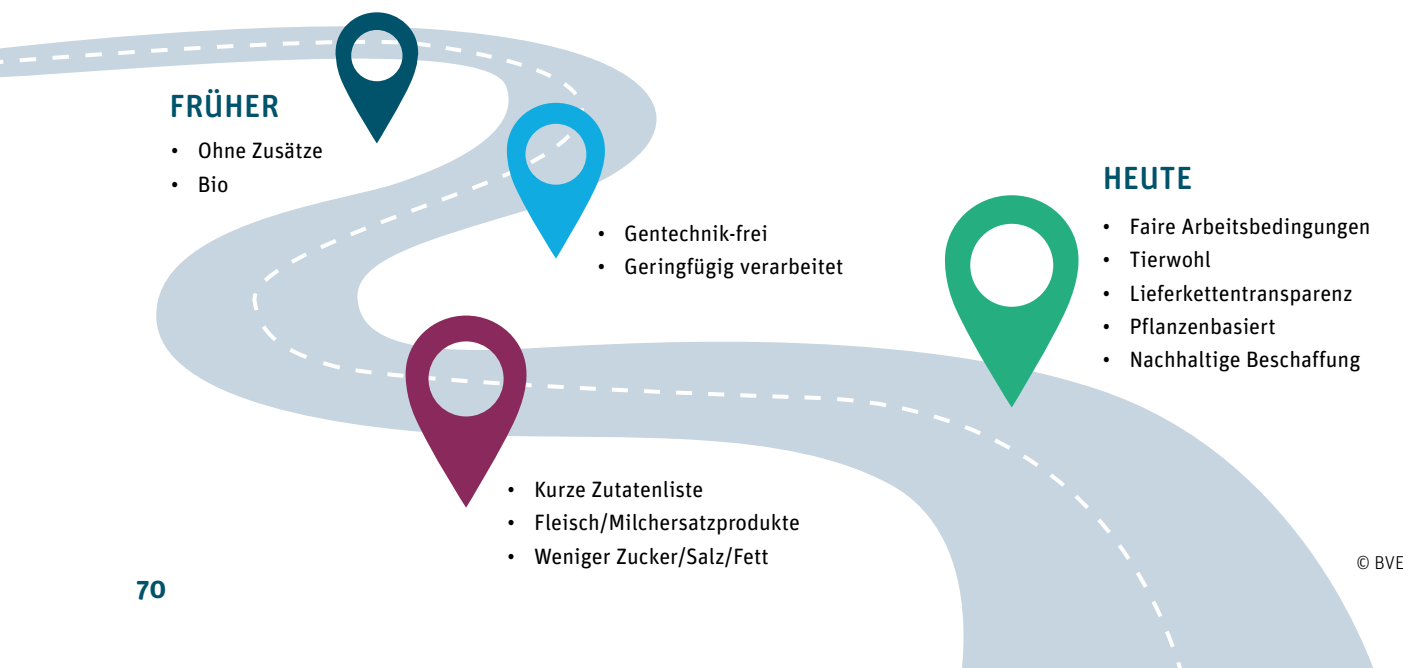 FRÜHER
• Ohne Zusätze
• Bio
• Gentechnik-frei
• Geringfügig verarbeitet
• Kurze Zutatenliste
• Fleisch/Milchersatzprodukte
• Weniger Zucker/Salz/Fett
HEUTE
• Faire Arbeitsbedingungen
• Tierwohl
• Lieferkettentransparenz
• Pflanzenbasiert
• Nachhaltige Beschaffung
© BVE
70